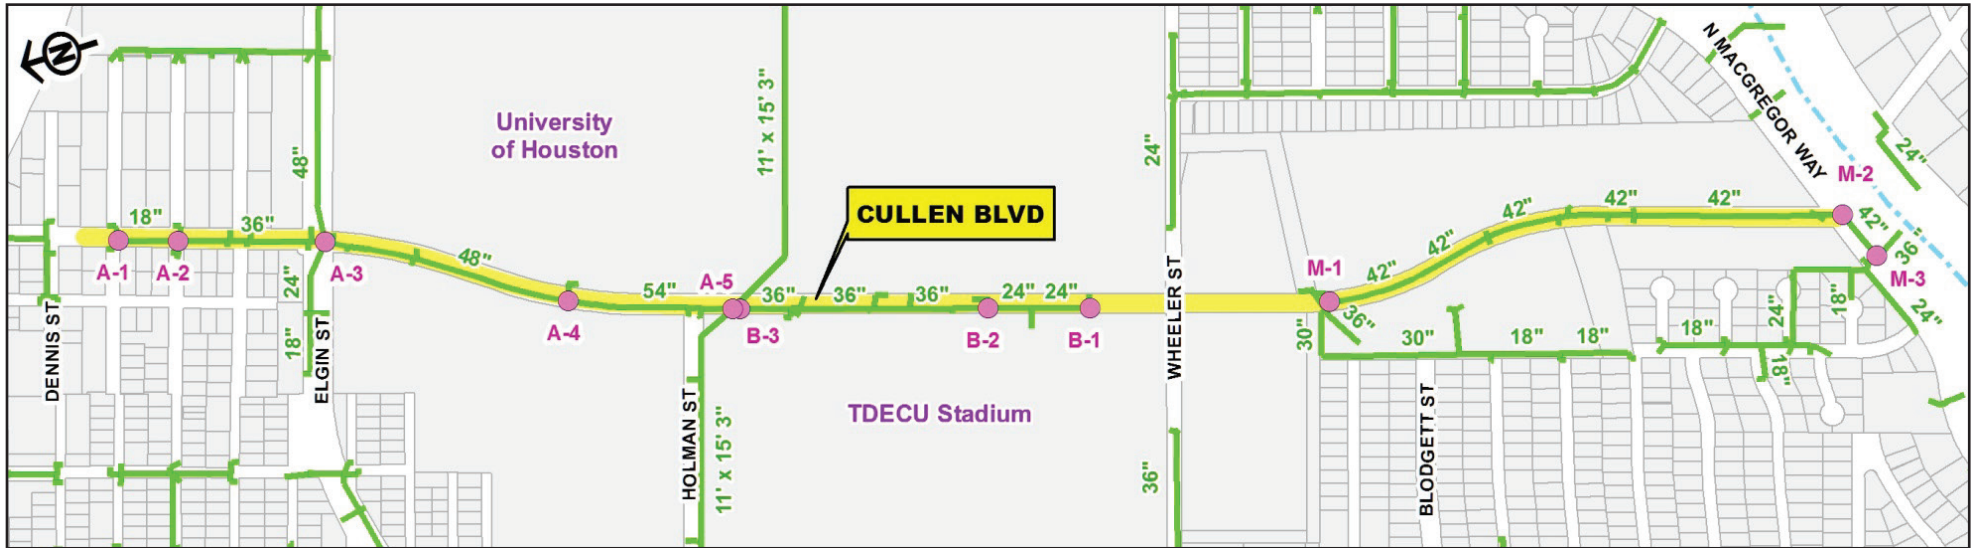 N
University
of Houston
CULLEN BLVD
TDECU Stadium
DENNIS ST
ELGIN ST
HOLMAN ST
WHEELER ST
BLODGETT ST
N MACGREGOR WAY
A-1
A-2
A-3
A-4
A-5
B-3
B-2
B-1
M-1
M-2
M-3
18"
36"
48"
24"
18"
48"
54"
11' x 15' 3"
11' x 15' 3"
36"
36"
36"
24"
24"
24"
36"
42"
42"
42"
42"
42"
42"
36"
24"
24"
30"
36"
30"
18"
18"
18"
24"
18"
18"